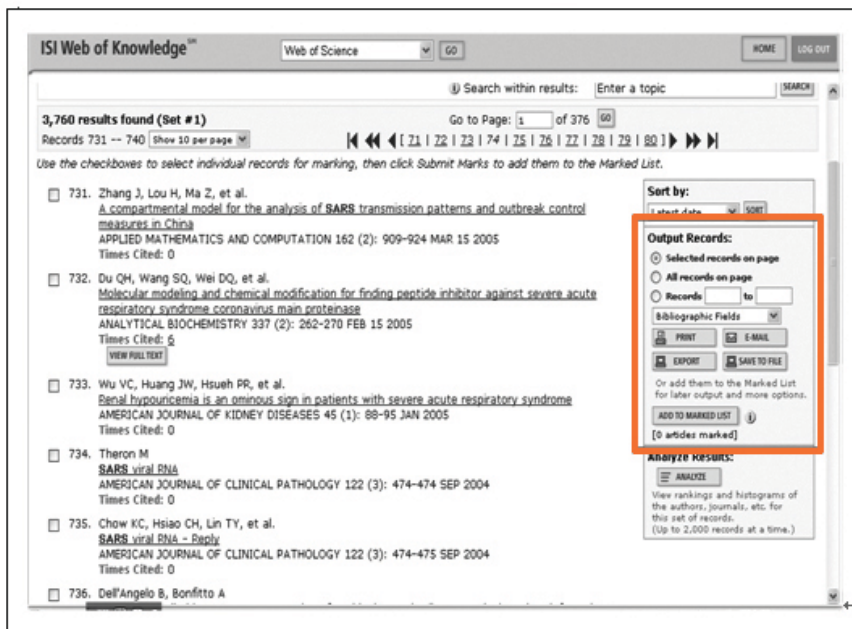 ISI Web of Knowledge℠
Web of Science GO
HOME LOG OUT
Search within results: Enter a topic SEARCH
3,760 results found (Set #1)
Go to Page: 1 of 376 GO
Records 731 -- 740 Show 10 per page
[ 71 | 72 | 73 | 74 | 75 | 76 | 77 | 78 | 79 | 80 ]
Use the checkboxes to select individual records for marking, then click Submit Marks to add them to the Marked List.
731. Zhang J, Lou H, Ma Z, et al.
A compartmental model for the analysis of SARS transmission patterns and outbreak control
measures in China
APPLIED MATHEMATICS AND COMPUTATION 162 (2): 909-924 MAR 15 2005
Times Cited: 0
732. Du QH, Wang SQ, Wei DQ, et al.
Molecular modeling and chemical modification for finding peptide inhibitor against severe acute
respiratory syndrome coronavirus main proteinase
ANALYTICAL BIOCHEMISTRY 337 (2): 262-270 FEB 15 2005
Times Cited: 6
VIEW FULL TEXT
733. Wu VC, Huang JW, Hsueh PR, et al.
Renal hypouricemia is an ominous sign in patients with severe acute respiratory syndrome
AMERICAN JOURNAL OF KIDNEY DISEASES 45 (1): 88-95 JAN 2005
Times Cited: 0
734. Theron M
SARS viral RNA
AMERICAN JOURNAL OF CLINICAL PATHOLOGY 122 (3): 474-474 SEP 2004
Times Cited: 0
735. Chow KC, Hsiao CH, Lin TY, et al.
SARS viral RNA - Reply
AMERICAN JOURNAL OF CLINICAL PATHOLOGY 122 (3): 474-475 SEP 2004
Times Cited: 0
736. Dell'Angelo B, Bonfitto A
Sort by:
Latest date SORT
Output Records:
Selected records on page
All records on page
Records to
Bibliographic Fields
PRINT E-MAIL
EXPORT SAVE TO FILE
Or add them to the Marked List
for later output and more options.
ADD TO MARKED LIST
[0 articles marked]
Analyze Results:
ANALYZE
View rankings and histograms of
the authors, journals, etc. for
this set of records.
(Up to 2,000 records at a time.)